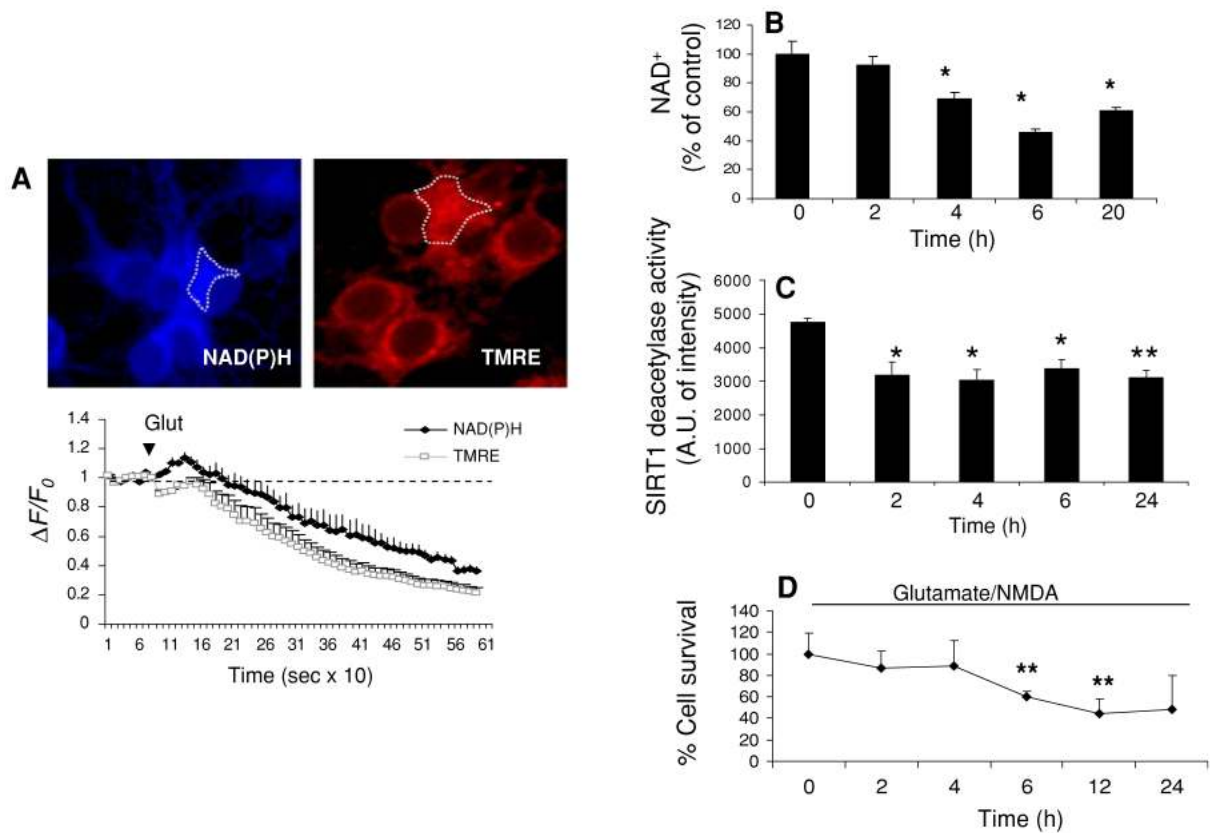 A
NAD(P)H
TMRE
1.4
1.2
1
0.8
0.6
0.4
0.2
0
ΔF/F0
Glut
NAD(P)H
TMRE
1 6 11 16 21 26 31 36 41 46 51 56 61
Time (sec x 10)
B
NAD+
(% of control)
120
100
80
60
40
20
0
* * *
0 2 4 6 20
Time (h)
C
SIRT1 deacetylase activity
(A.U. of intensity)
6000
5000
4000
3000
2000
1000
0
* * * **
0 2 4 6 24
Time (h)
D
Glutamate/NMDA
% Cell survival
140
120
100
80
60
40
20
0
** **
0 2 4 6 12 24
Time (h)